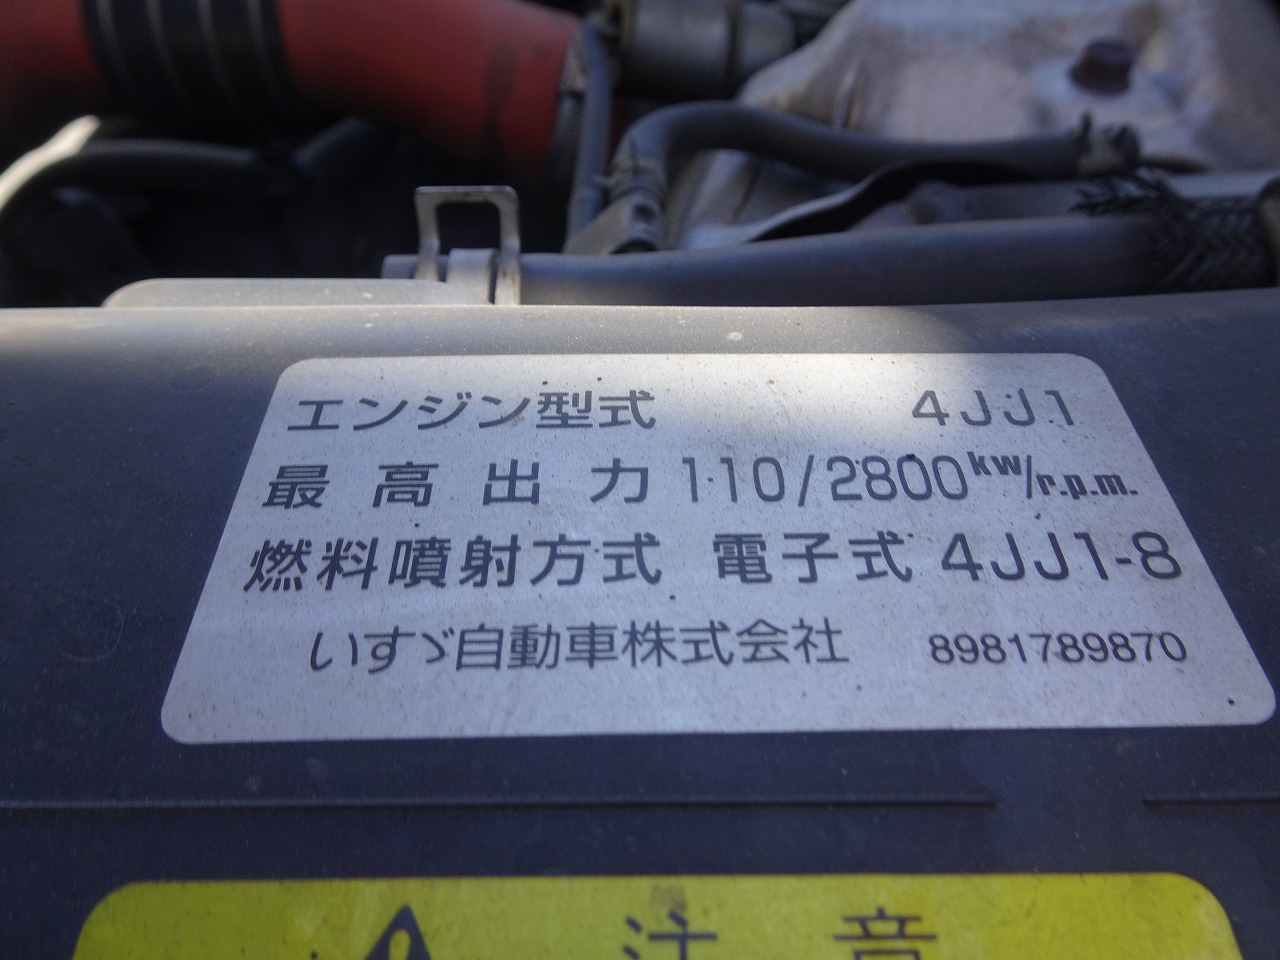 エンジン型式 4JJ1
最高出力 110/2800kw/r.p.m.
燃料噴射方式 電子式 4JJ1-8
いすゞ自動車株式会社 8981789870
注意